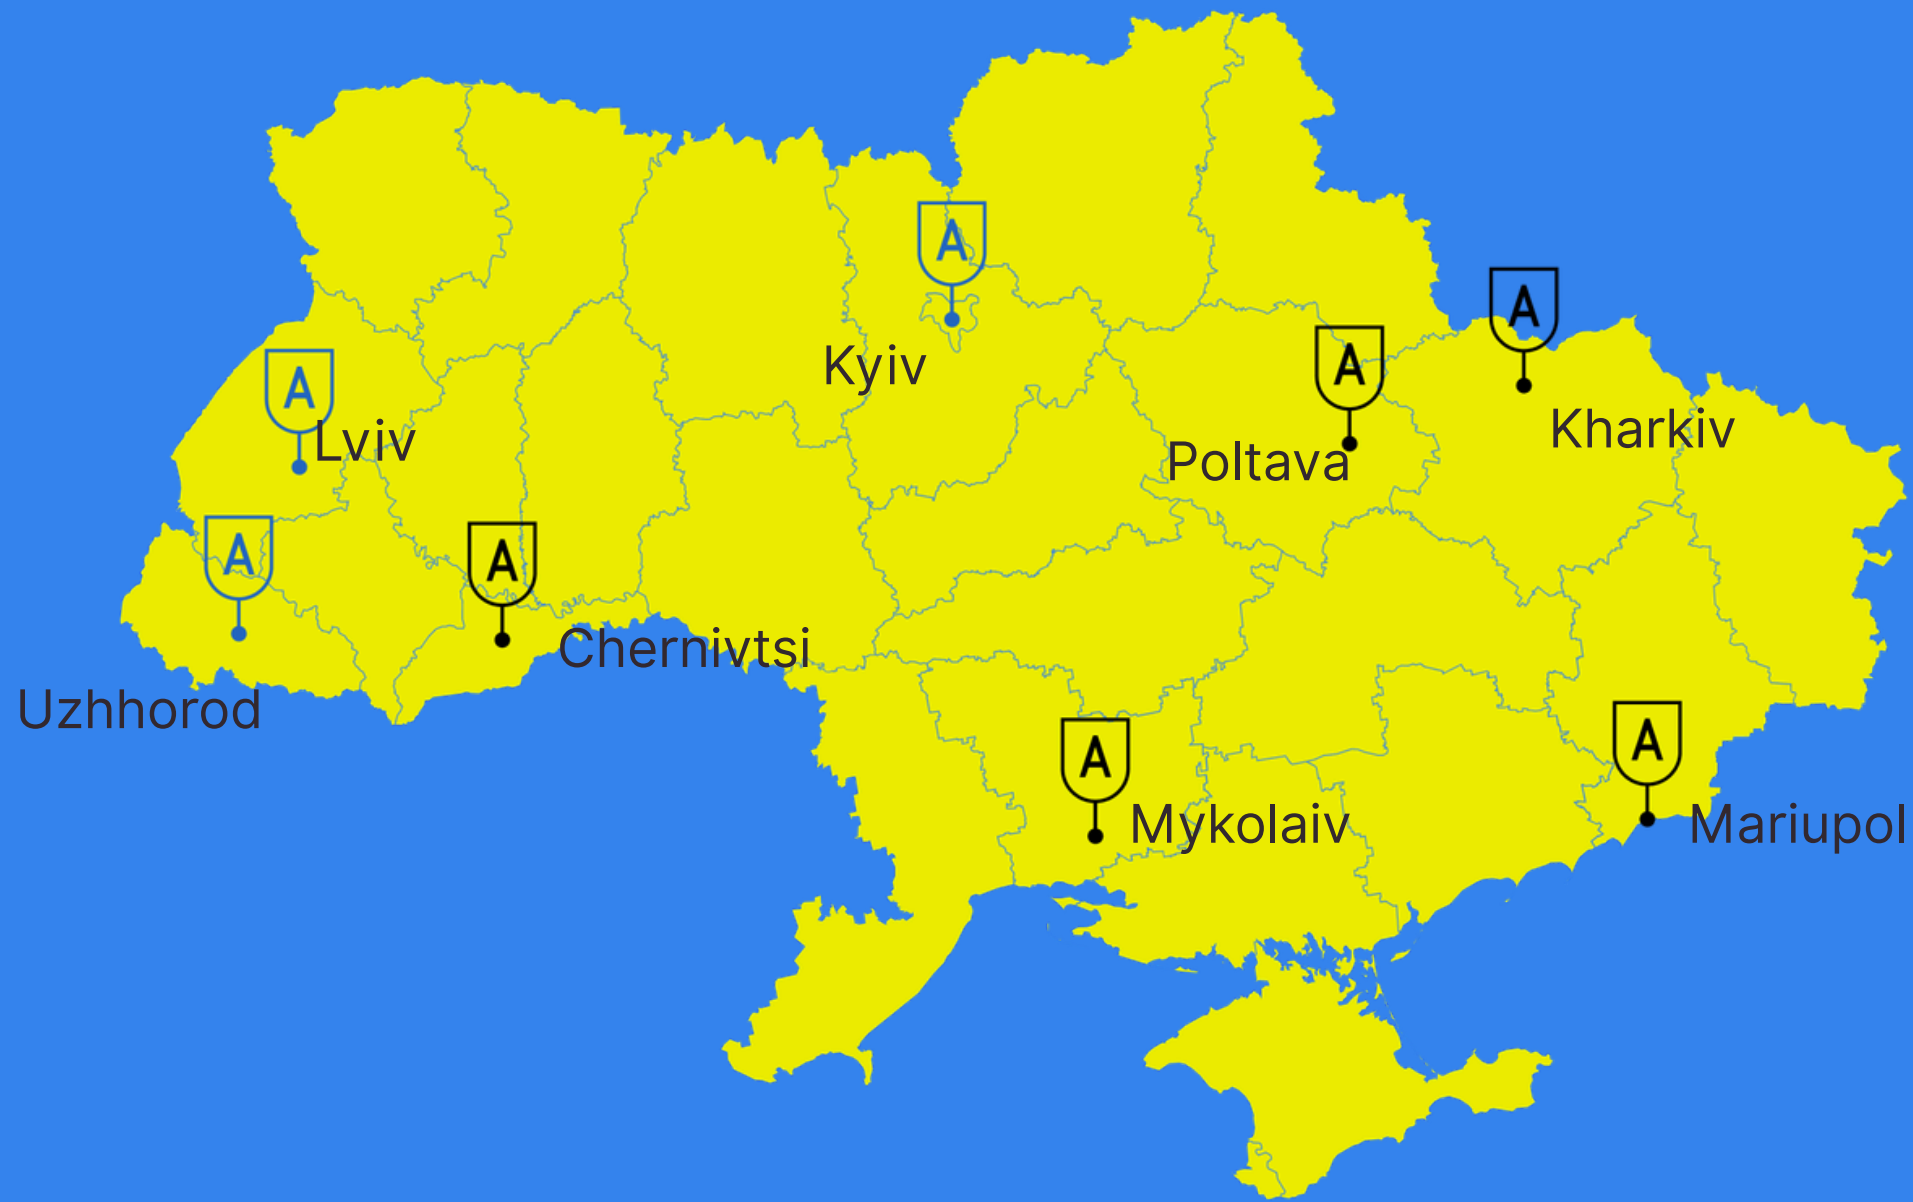 A
A
Kyiv
A
A
Kharkiv
Lviv
Poltava
A
A
Chernivtsi
Uzhhorod
A
A
Mykolaiv
Mariupol